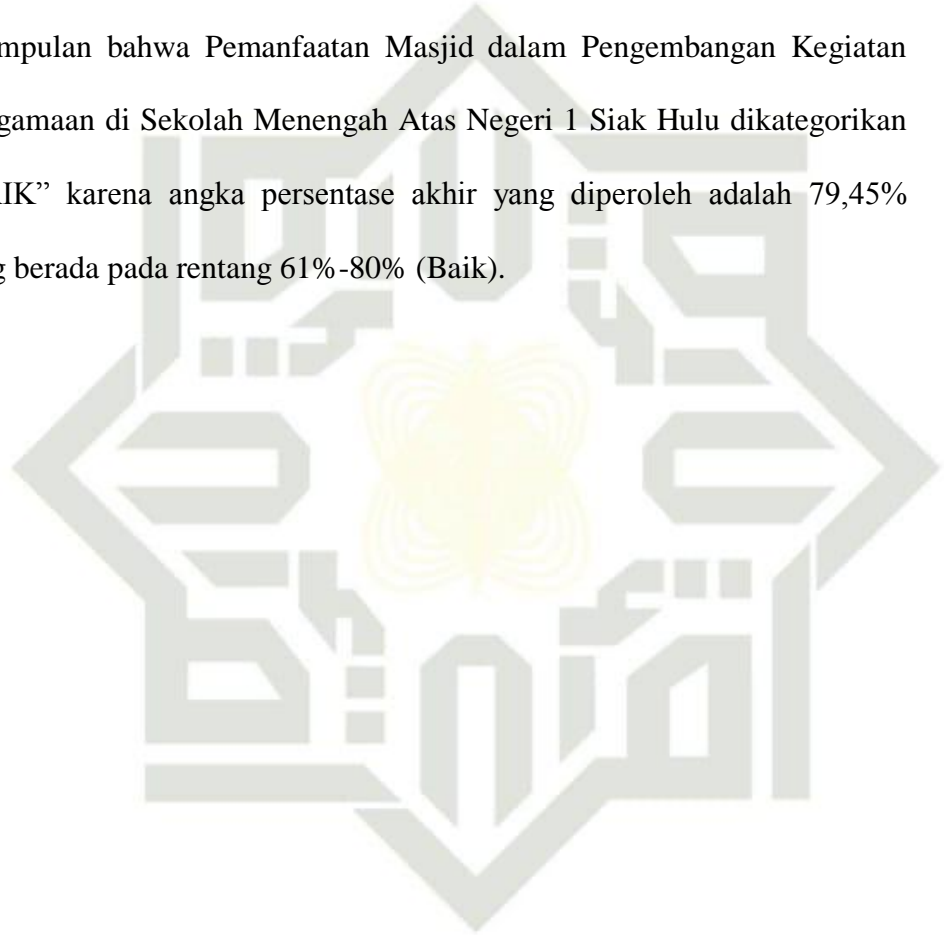 mpulan bahwa Pemanfaatan Masjid dalam Pengembangan Kegiatan
gamaan di Sekolah Menengah Atas Negeri 1 Siak Hulu dikategorikan
IK” karena angka persentase akhir yang diperoleh adalah 79,45%
g berada pada rentang 61%-80% (Baik).